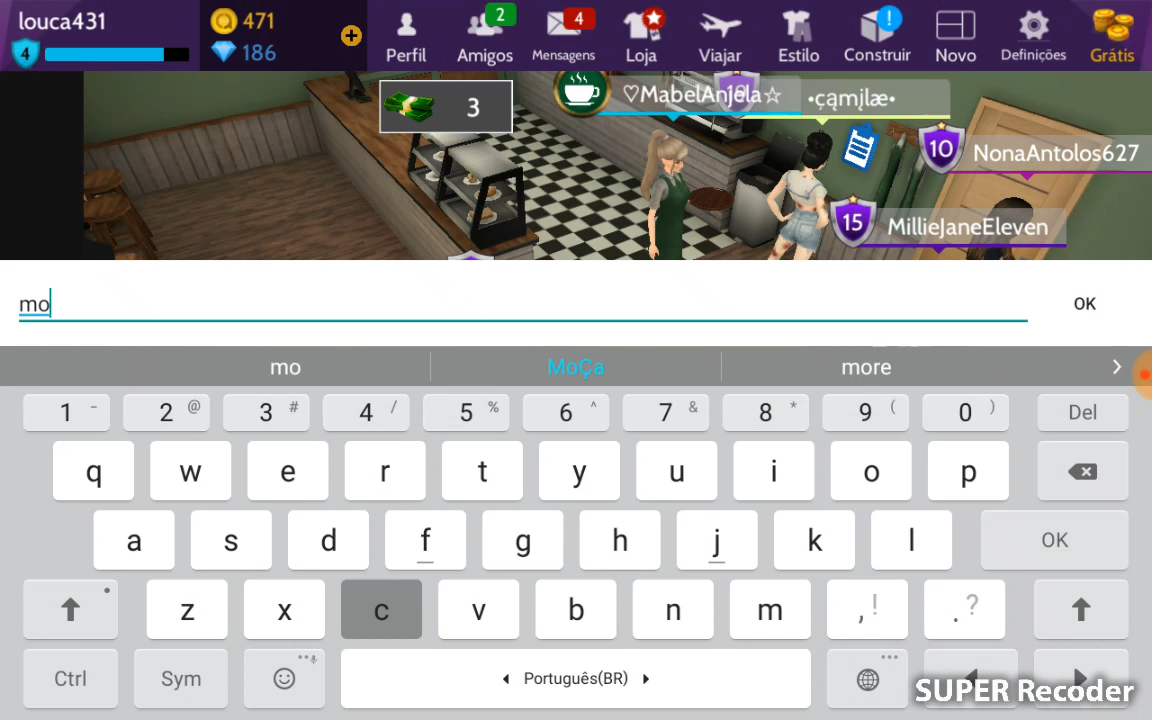 louca431
4
471
186
Perfil
2
Amigos
4
Mensagens
Loja
Viajar
Estilo
!
Construir
Novo
Definições
Grátis
3
♡MabelAnjela☆
•çąmįlæ•
10
NonaAntolos627
15
MillieJaneEleven
mo
OK
mo
MoÇa
more
1 -
2 @
3 #
4 /
5 %
6 ^
7 &
8 *
9 (
0 )
Del
q w e r t y u i o p
a s d f g h j k l
OK
z x c v b n m , ! . ?
Ctrl
Sym
Português(BR)
SUPER Recoder